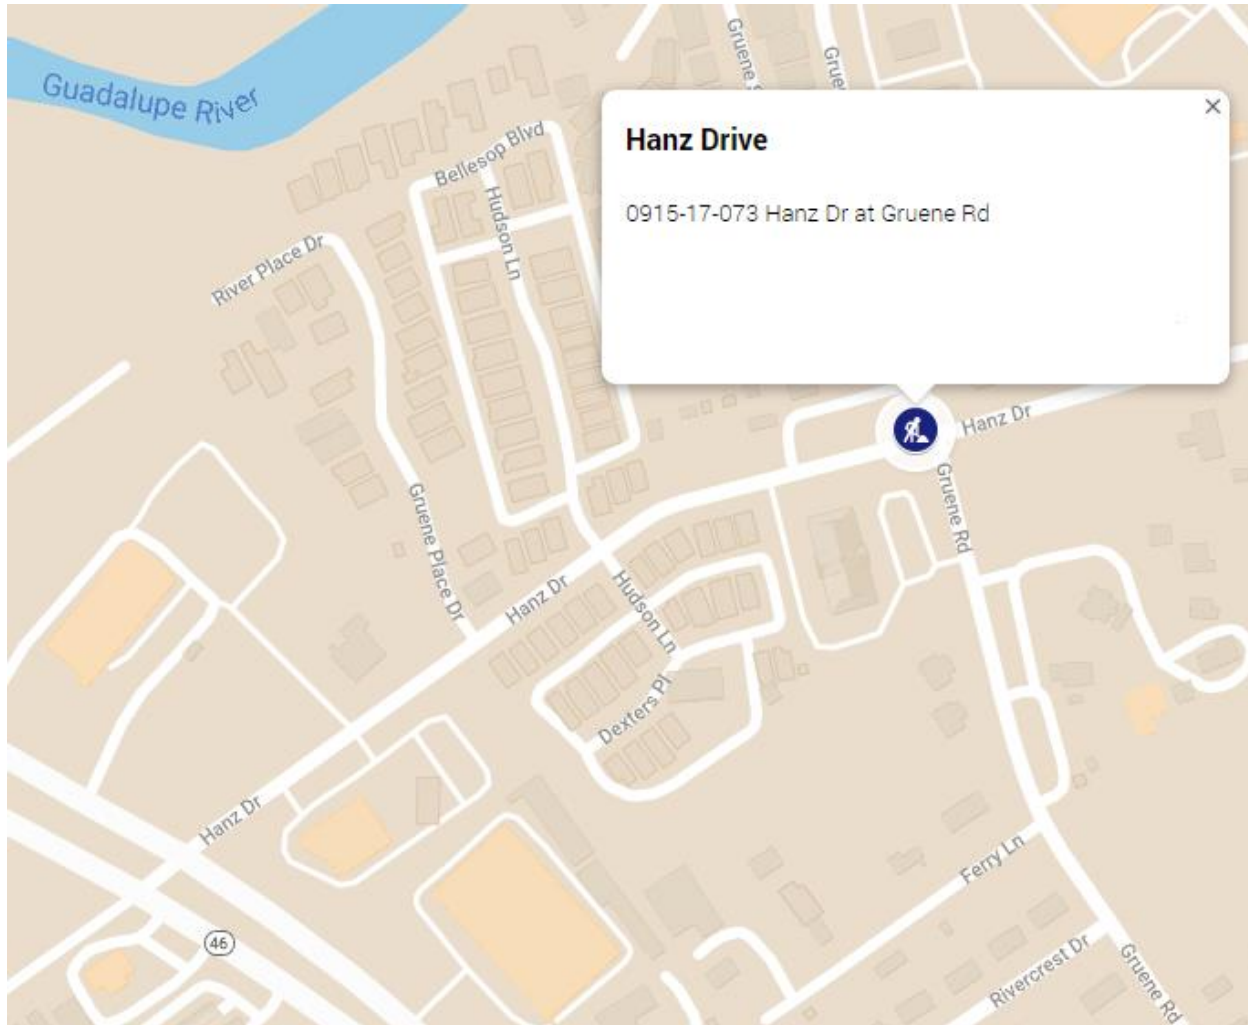 Guadalupe River
Bellesop Blvd
Hudson Ln
River Place Dr
Gruene Place Dr
Hanz Drive
×
0915-17-073 Hanz Dr at Gruene Rd
Hanz Dr
Gruene Rd
Hanz Dr
Hudson Ln
Dexters Pl
Hanz Dr
Ferry Ln
46
Rivercrest Dr
Gruene Rd